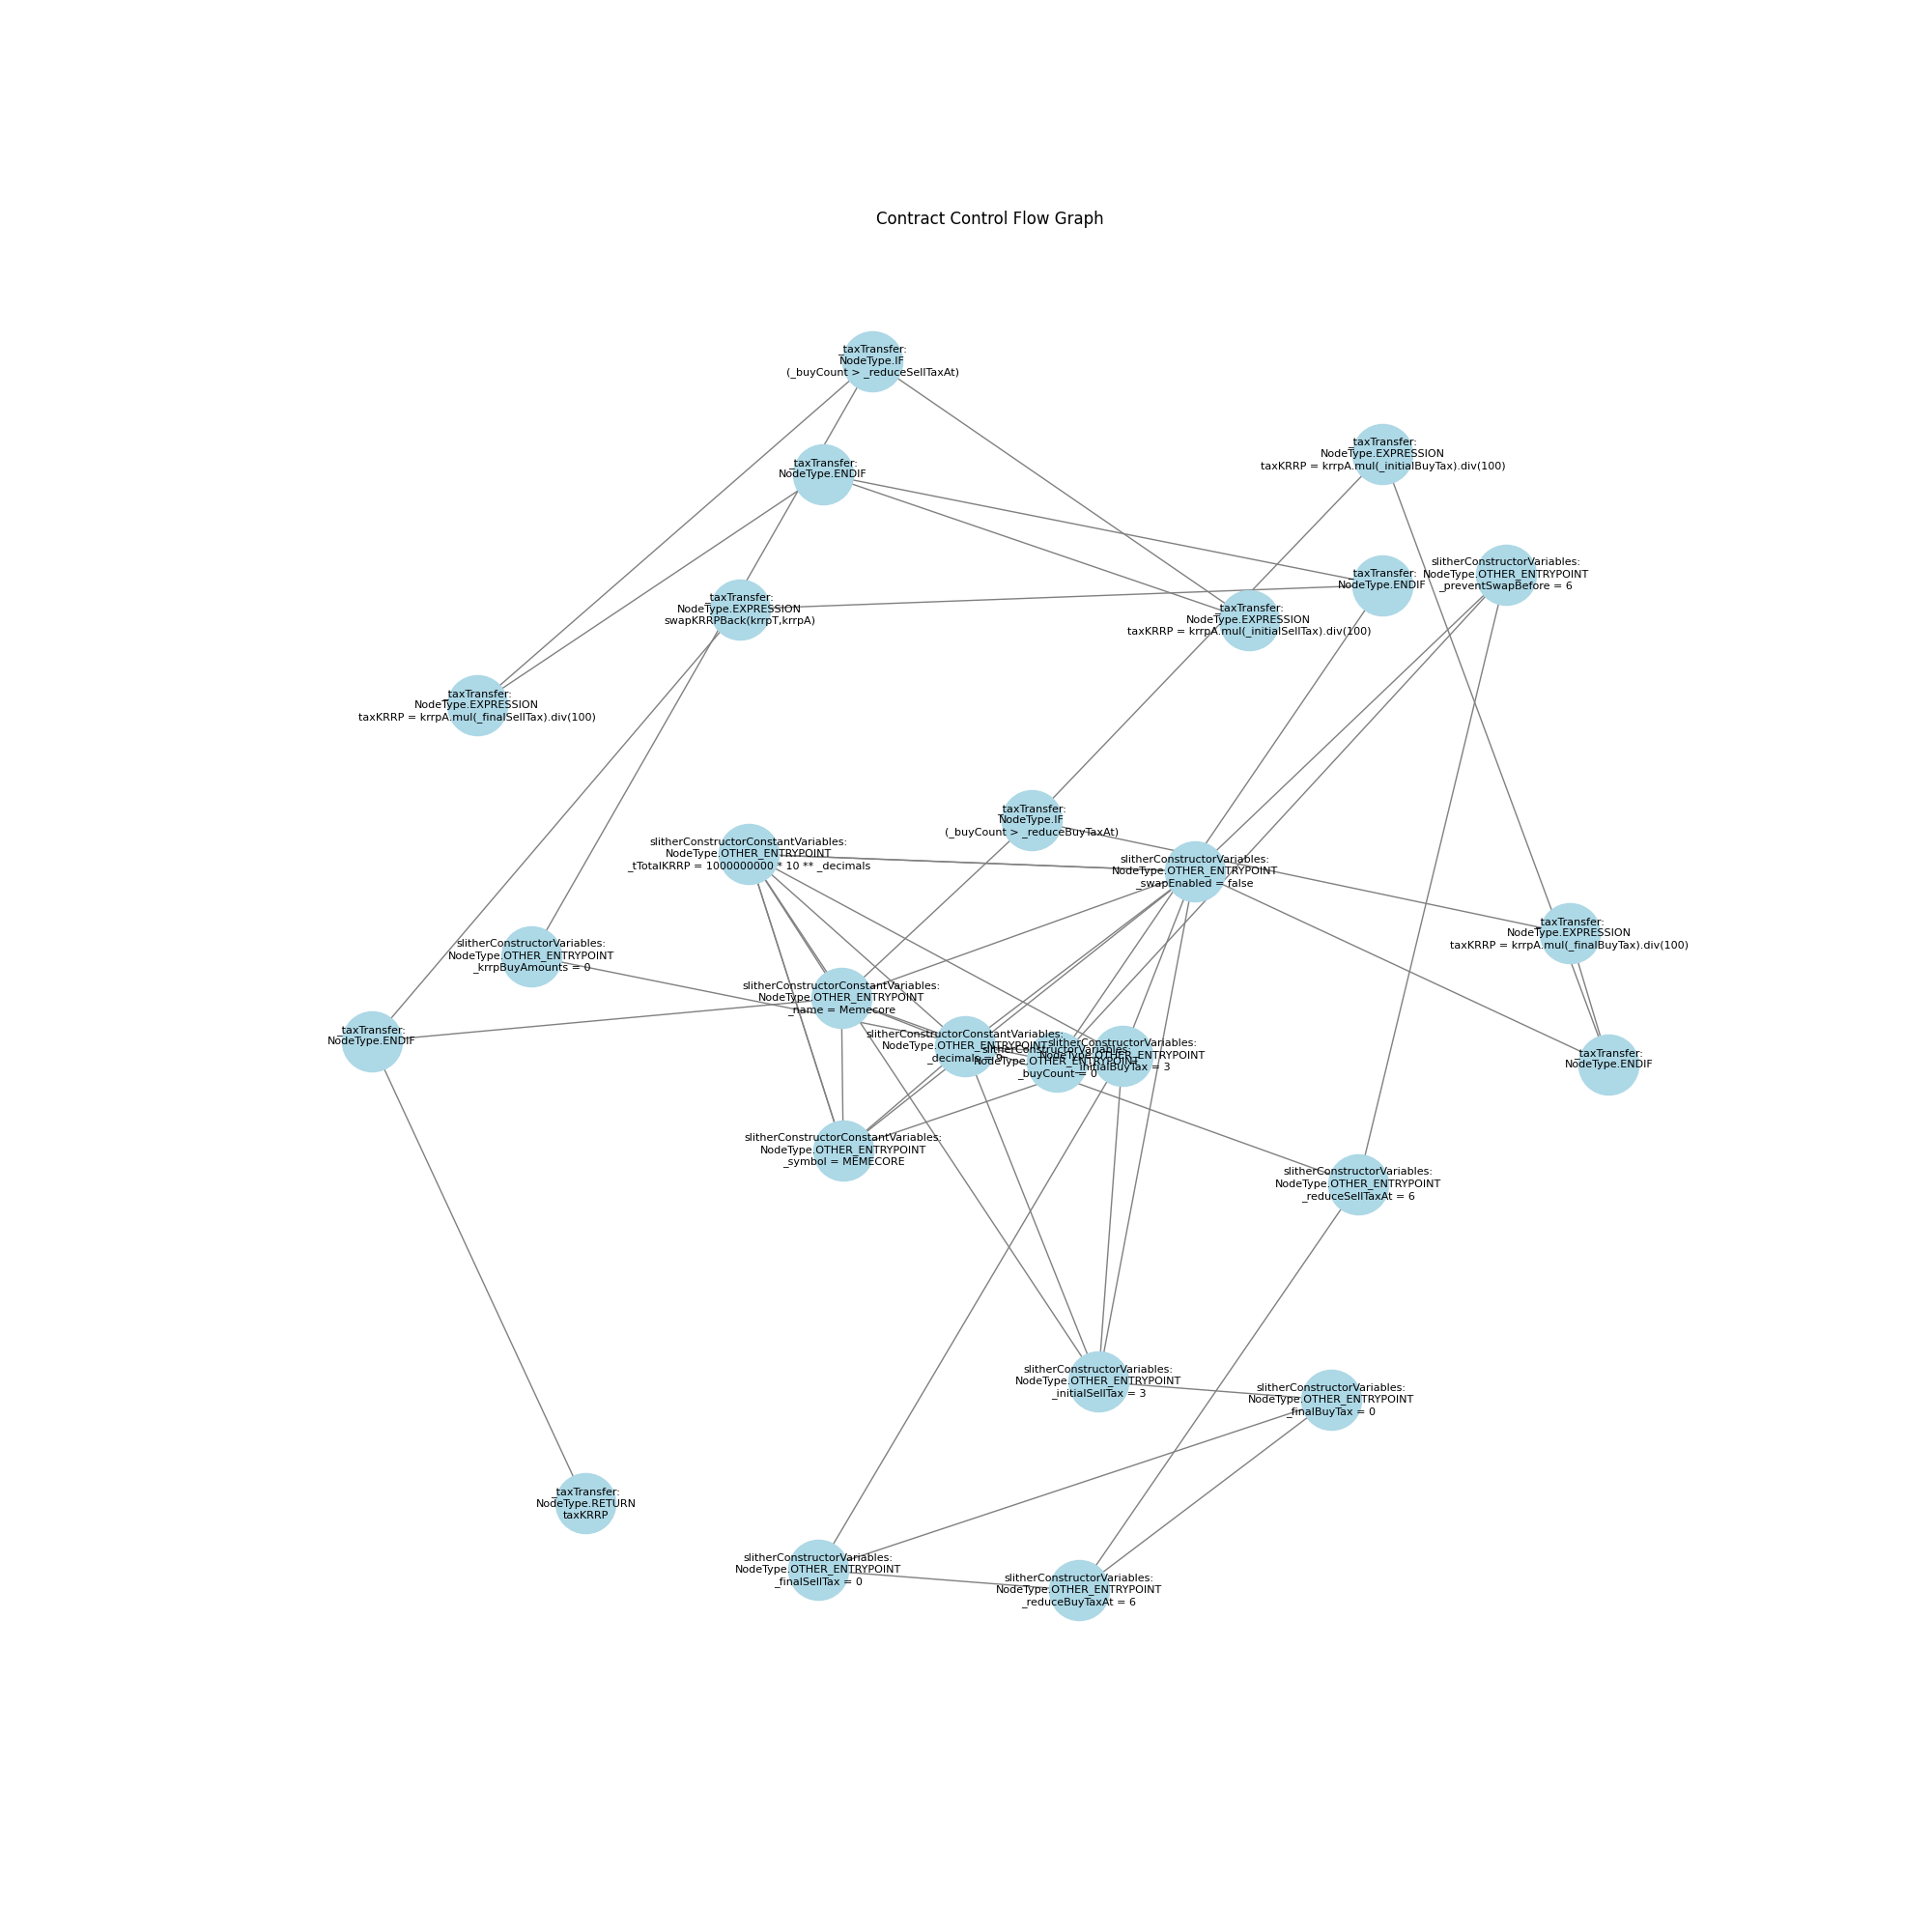 Contract Control Flow Graph
_taxTransfer:
NodeType.IF
(_buyCount > _reduceSellTaxAt)
_taxTransfer:
NodeType.ENDIF
_taxTransfer:
NodeType.EXPRESSION
taxKRRP = krrpA.mul(_initialBuyTax).div(100)
_taxTransfer:
NodeType.ENDIF
slitherConstructorVariables:
NodeType.OTHER_ENTRYPOINT
_preventSwapBefore = 6
_taxTransfer:
NodeType.EXPRESSION
swapKRRPBack(krrpT,krrpA)
_taxTransfer:
NodeType.EXPRESSION
taxKRRP = krrpA.mul(_initialSellTax).div(100)
_taxTransfer:
NodeType.EXPRESSION
taxKRRP = krrpA.mul(_finalSellTax).div(100)
_taxTransfer:
NodeType.IF
(_buyCount > _reduceBuyTaxAt)
slitherConstructorConstantVariables:
NodeType.OTHER_ENTRYPOINT
_tTotalKRRP = 1000000000 * 10 ** _decimals
slitherConstructorVariables:
NodeType.OTHER_ENTRYPOINT
_swapEnabled = false
_taxTransfer:
NodeType.EXPRESSION
taxKRRP = krrpA.mul(_finalBuyTax).div(100)
slitherConstructorVariables:
NodeType.OTHER_ENTRYPOINT
_krrpBuyAmounts = 0
slitherConstructorConstantVariables:
NodeType.OTHER_ENTRYPOINT
_name = Memecore
_taxTransfer:
NodeType.ENDIF
slitherConstructorConstantVariables:
NodeType.OTHER_ENTRYPOINT
_decimals = 9
slitherConstructorVariables:
NodeType.OTHER_ENTRYPOINT
_buyCount = 0
slitherConstructorVariables:
NodeType.OTHER_ENTRYPOINT
_initialBuyTax = 3
_taxTransfer:
NodeType.ENDIF
slitherConstructorConstantVariables:
NodeType.OTHER_ENTRYPOINT
_symbol = MEMECORE
slitherConstructorVariables:
NodeType.OTHER_ENTRYPOINT
_reduceSellTaxAt = 6
slitherConstructorVariables:
NodeType.OTHER_ENTRYPOINT
_initialSellTax = 3
slitherConstructorVariables:
NodeType.OTHER_ENTRYPOINT
_finalBuyTax = 0
_taxTransfer:
NodeType.RETURN
taxKRRP
slitherConstructorVariables:
NodeType.OTHER_ENTRYPOINT
_finalSellTax = 0
slitherConstructorVariables:
NodeType.OTHER_ENTRYPOINT
_reduceBuyTaxAt = 6